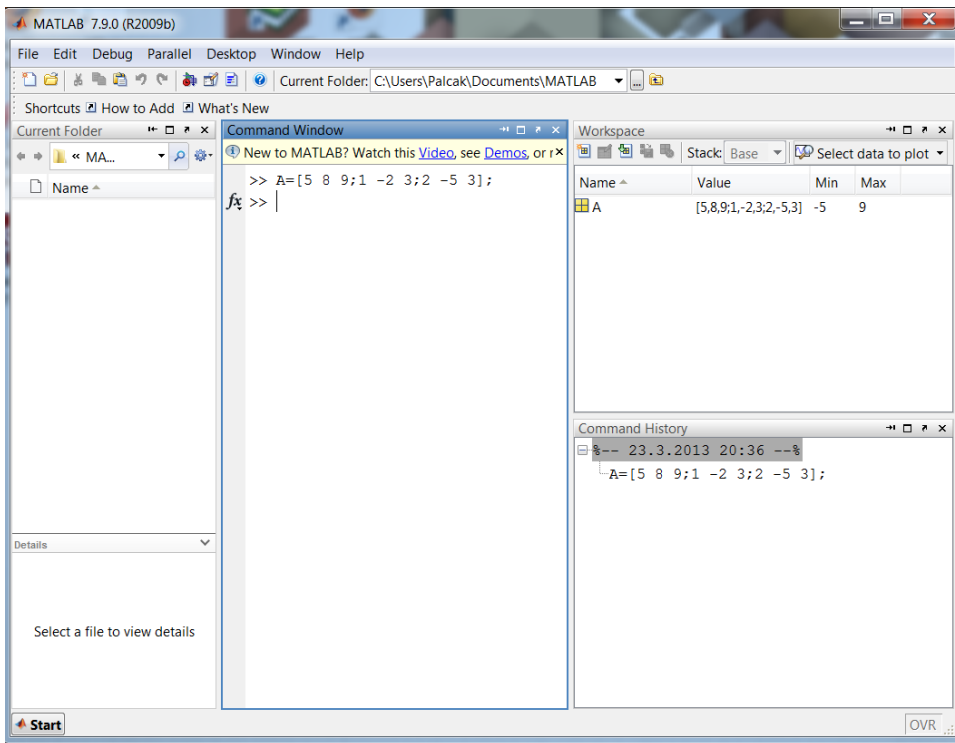 MATLAB 7.9.0 (R2009b)
File Edit Debug Parallel Desktop Window Help
Current Folder: C:\Users\Palcak\Documents\MATLAB
Shortcuts How to Add What's New
Current Folder
« MA...
Name
Details
Select a file to view details
Command Window
New to MATLAB? Watch this Video, see Demos, or r
>> A=[5 8 9;1 -2 3;2 -5 3];
fx >>
Workspace
Stack: Base Select data to plot
Name Value Min Max
A [5,8,9;1,-2,3;2,-5,3] -5 9
Command History
%-- 23.3.2013 20:36 --%
A=[5 8 9;1 -2 3;2 -5 3];
Start
OVR